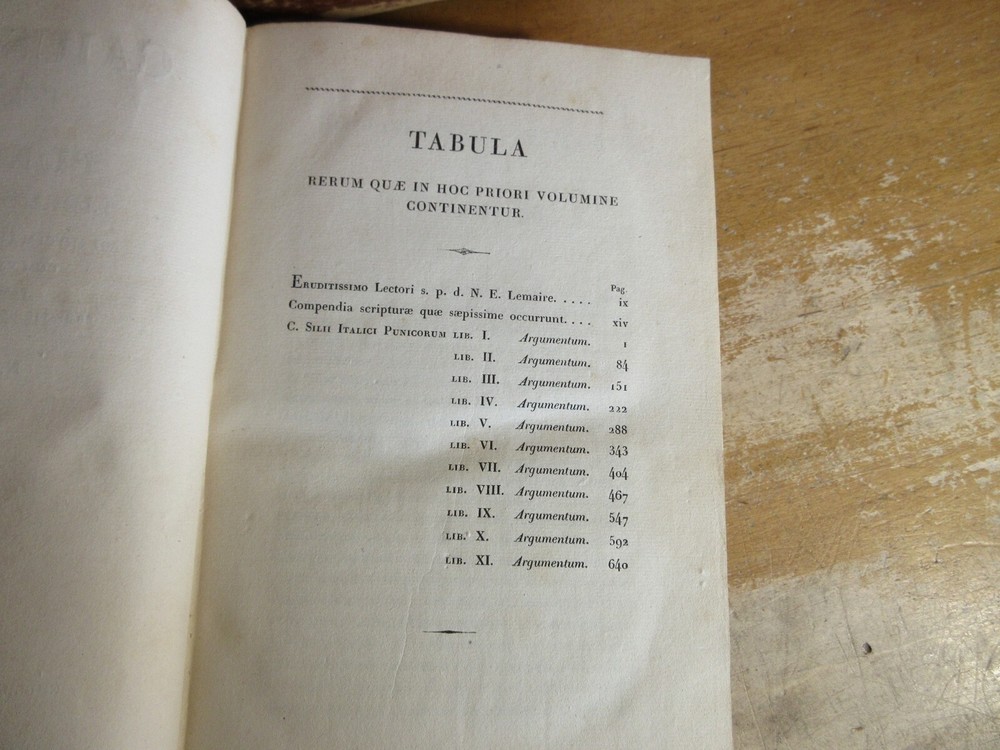 TABULA
RERUM QUÆ IN HOC PRIORI VOLUMINE
CONTINENTUR.
Pag.
ERUDITISSIMO Lectori s. p. d. N. E. Lemaire. . . . . ix
Compendia scripturæ quæ sæpissime occurrunt. . . . xiv
C. SILII ITALICI PUNICORUM LIB. I. Argumentum. 1
LIB. II. Argumentum. 84
LIB. III. Argumentum. 151
LIB. IV. Argumentum. 222
LIB. V. Argumentum. 288
LIB. VI. Argumentum. 343
LIB. VII. Argumentum. 404
LIB. VIII. Argumentum. 467
LIB. IX. Argumentum. 547
LIB. X. Argumentum. 592
LIB. XI. Argumentum. 640